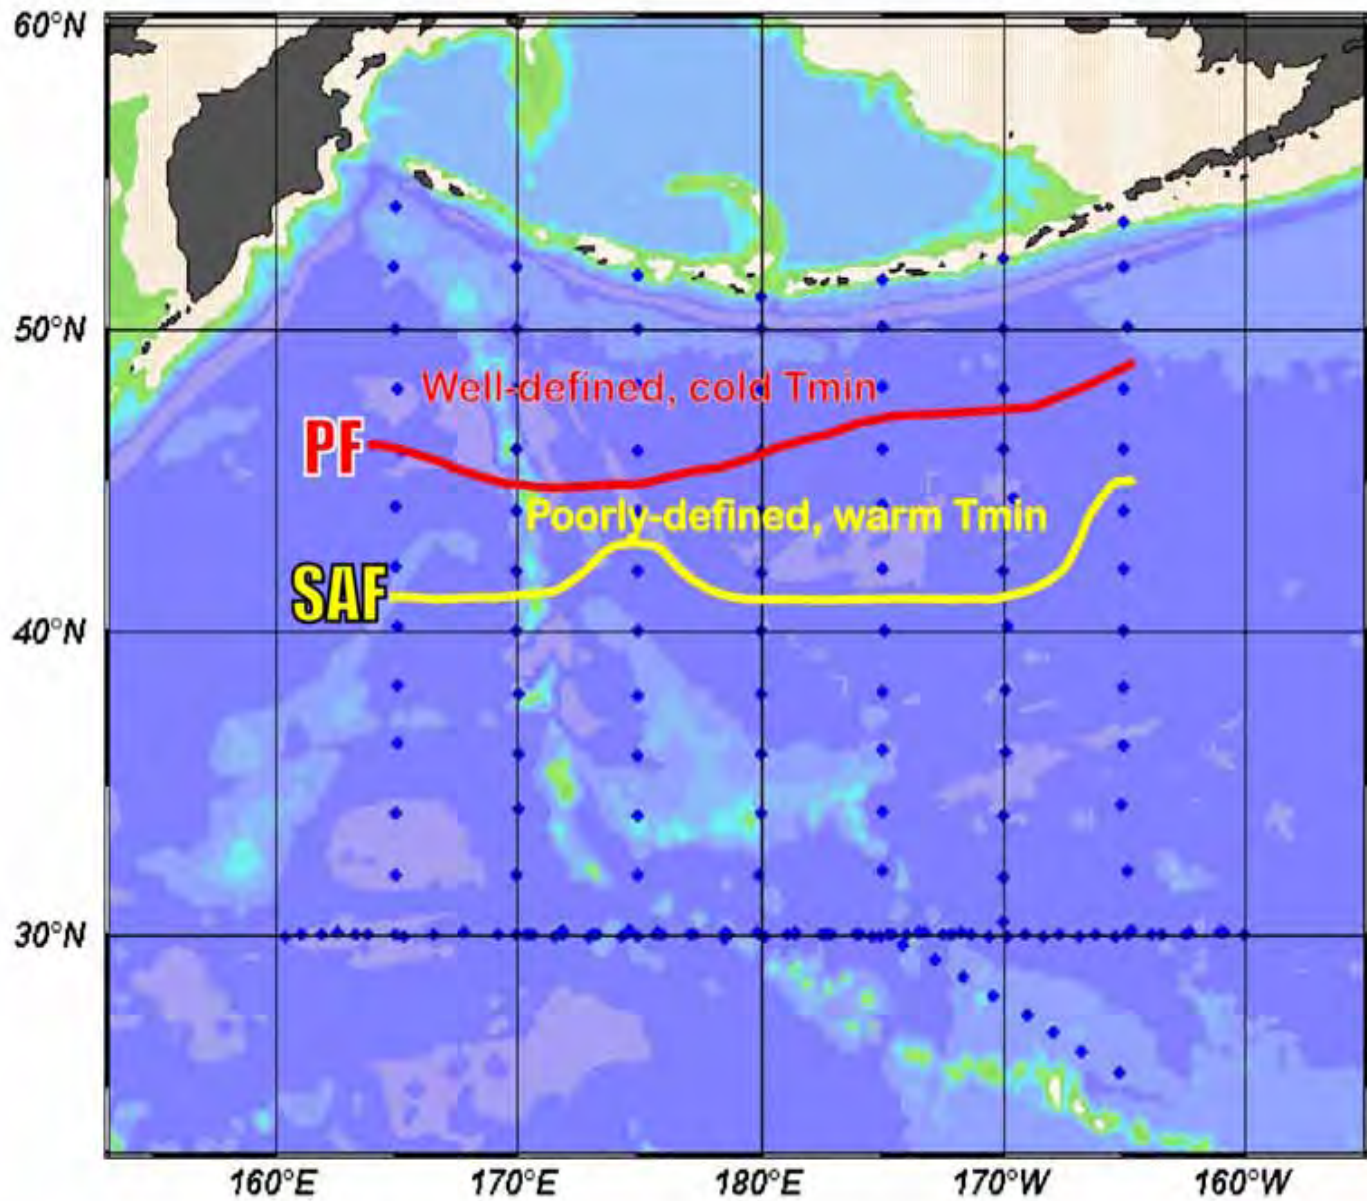 60°N
50°N
Well-defined, cold Tmin
PF
Poorly-defined, warm Tmin
SAF
40°N
30°N
160°E 170°E 180°E 170°W 160°W